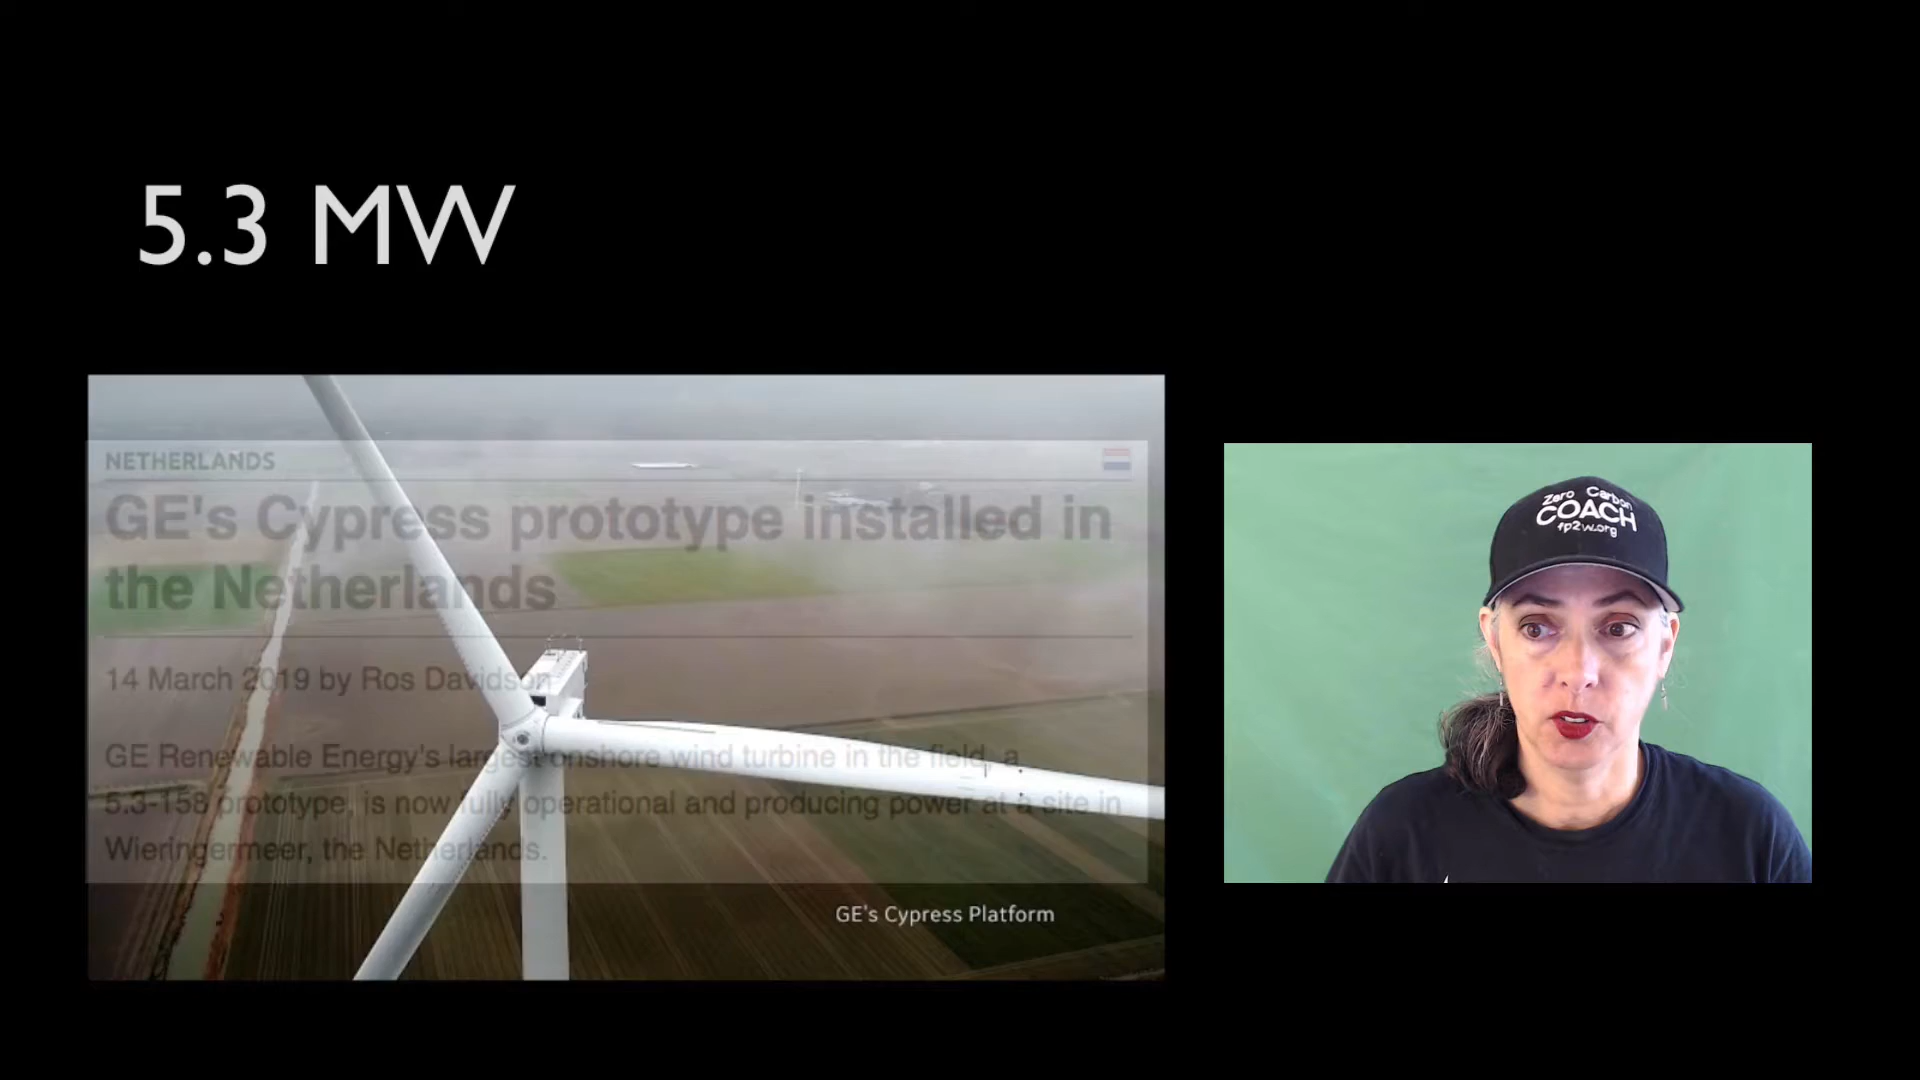 5.3 MW
NETHERLANDS
GE's Cypress prototype installed in
the Netherlands
14 March 2019 by Ros Davidson
GE Renewable Energy's largest onshore wind turbine in the field, a
5.3-158 prototype, is now fully operational and producing power at a site in
Wieringermeer, the Netherlands.
GE's Cypress Platform
Zero Carbon
COACH
fp2w.org